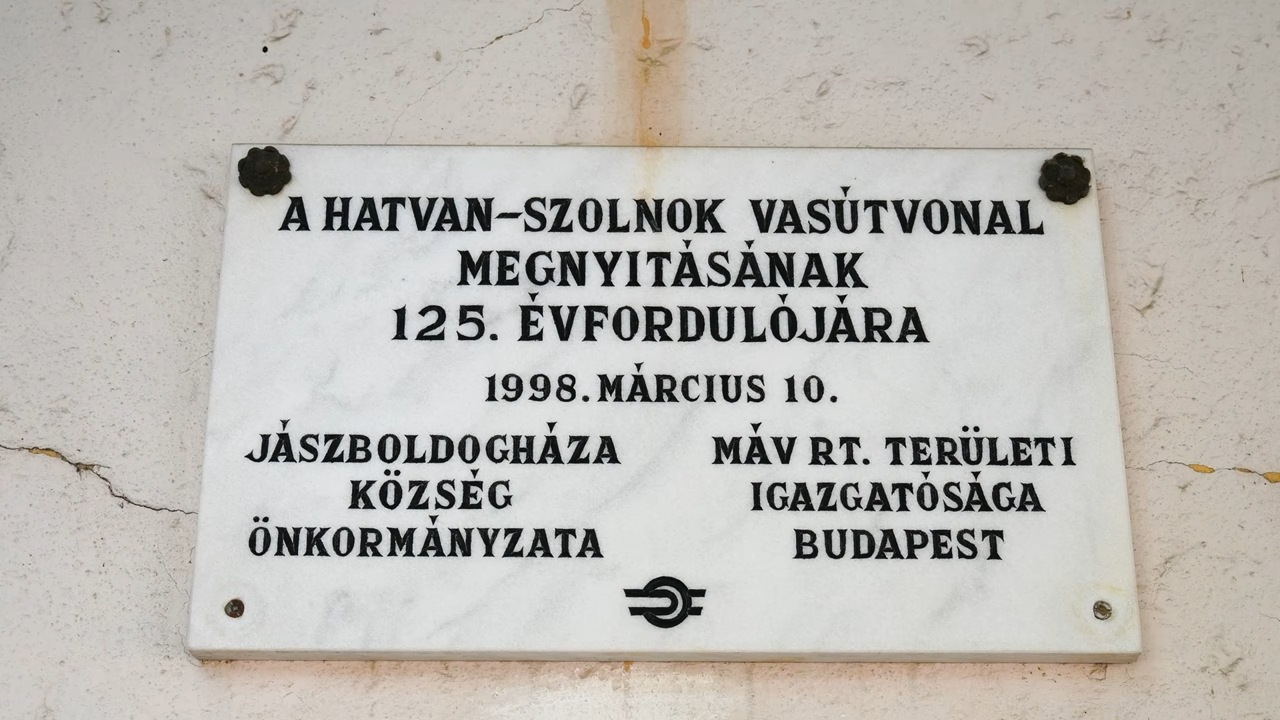 A HATVAN–SZOLNOK VASÚTVONAL
MEGNYITÁSÁNAK
125. ÉVFORDULÓJÁRA
1998. MÁRCIUS 10.
JÁSZBOLDOGHÁZA
KÖZSÉG
ÖNKORMÁNYZATA
MÁV RT. TERÜLETI
IGAZGATÓSÁGA
BUDAPEST